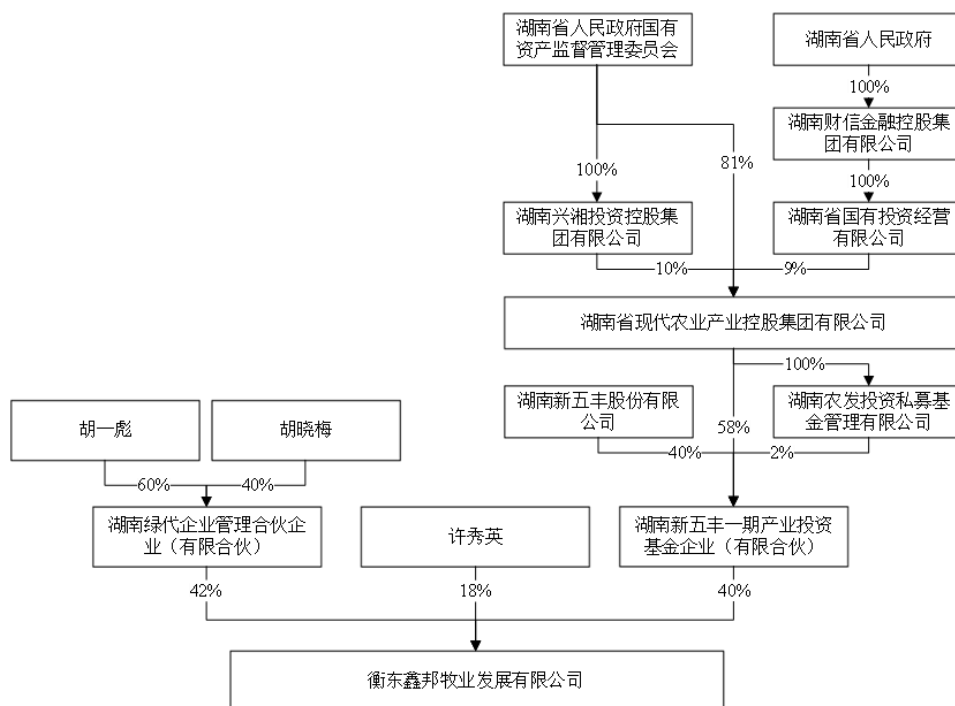 湖南省人民政府国有
资产监督管理委员会
湖南省人民政府
100%
湖南财信金融控股集
团有限公司
100%
81%
100%
湖南兴湘投资控股集
团有限公司
湖南省国有投资经营
有限公司
10%
9%
湖南省现代农业产业控股集团有限公司
100%
湖南新五丰股份有限
公司
58%
湖南农发投资私募基
金管理有限公司
40%
2%
胡一彪
胡晓梅
60%
40%
湖南绿代企业管理合伙企
业（有限合伙）
许秀英
湖南新五丰一期产业投资
基金企业（有限合伙）
42%
18%
40%
衡东鑫邦牧业发展有限公司